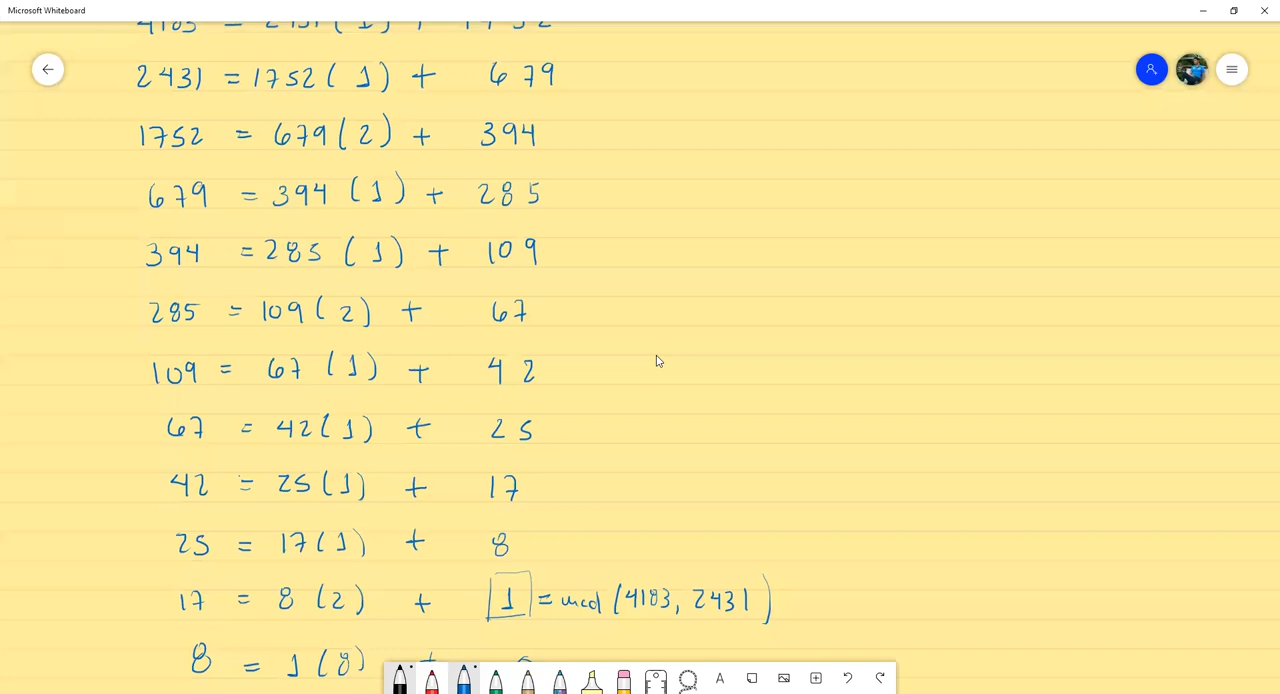 Microsoft Whiteboard
2431 = 1752(1) + 679
1752 = 679(2) + 394
679 = 394(1) + 285
394 = 285(1) + 109
285 = 109(2) + 67
109 = 67(1) + 42
67 = 42(1) + 25
42 = 25(1) + 17
25 = 17(1) + 8
17 = 8(2) + 1 = mcd(4183, 2431)
8 = 1(8) +
A